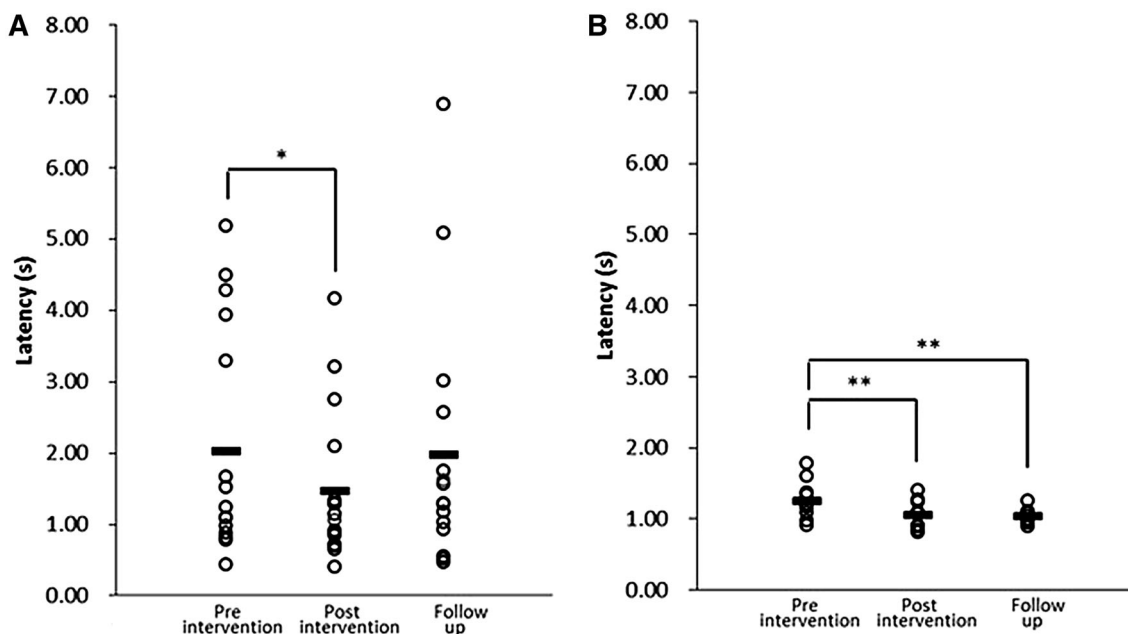 A
8.00
7.00
6.00
5.00
4.00
3.00
2.00
1.00
0.00
Latency (s)
*
Pre
intervention
Post
intervention
Follow
up
B
8.00
7.00
6.00
5.00
4.00
3.00
2.00
1.00
0.00
Latency (s)
**
**
Pre
intervention
Post
intervention
Follow
up